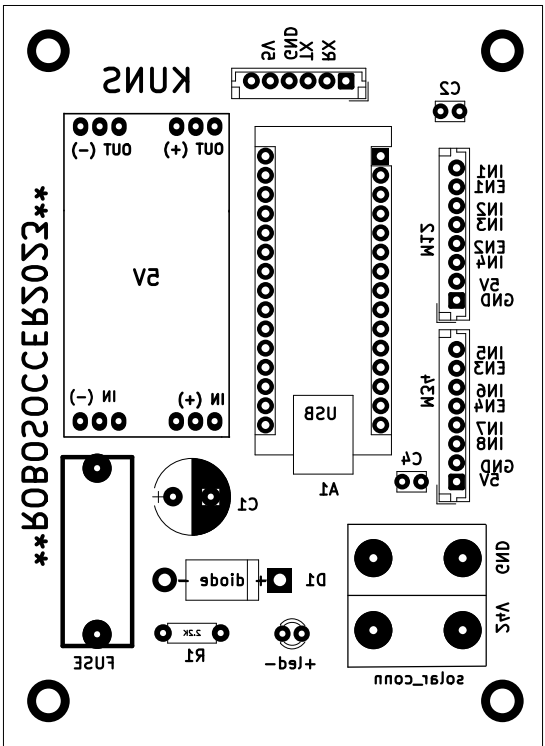 5V
GND
TX
RX
KUNS
C2
OUT (-)
OUT (+)
IN1
EN1
IN2
IN3
EN2
IN4
5V
GND
M12
**ROBOSOCCER2023**
5V
IN (-)
IN (+)
IN5
EN3
IN6
EN4
IN7
IN8
GND
5V
M34
USB
A1
C4
C1
D1
+ diode -
2.2K
R1
+led-
FUSE
GND
24V
solar_conn